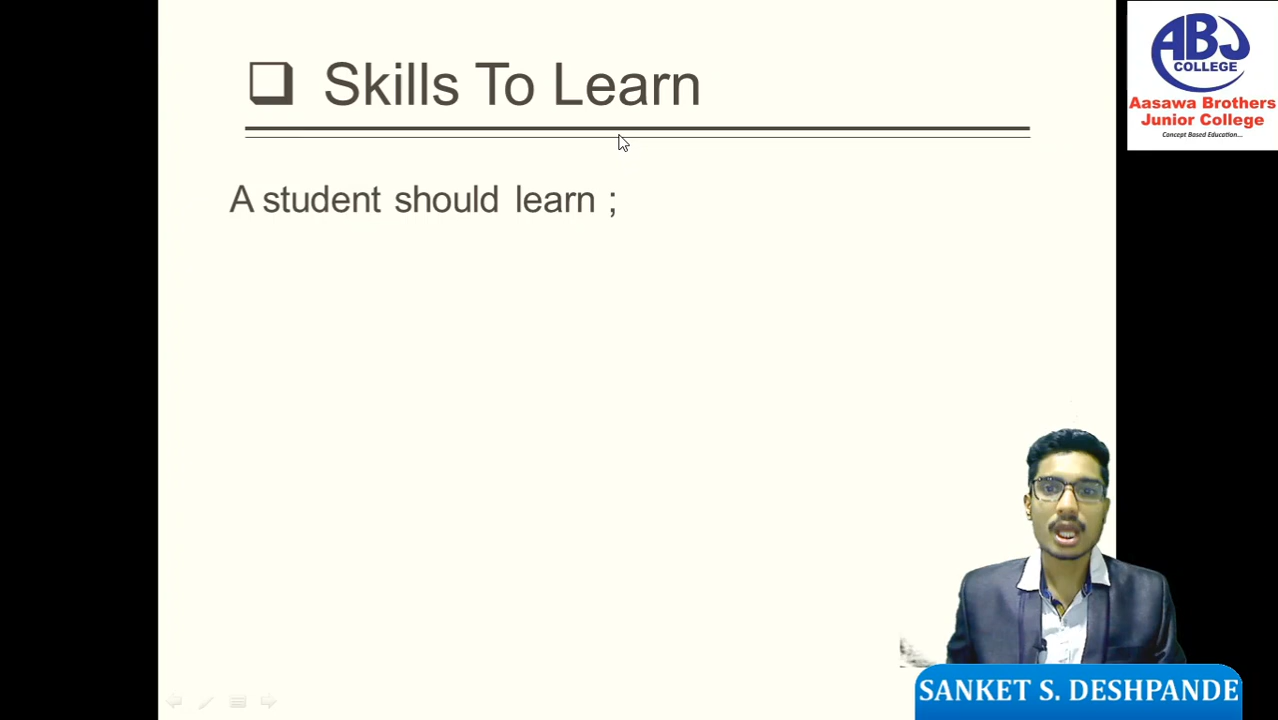 Skills To Learn
A student should learn ;
ABJ
COLLEGE
Aasawa Brothers
Junior College
Concept Based Education...
SANKET S. DESHPANDE